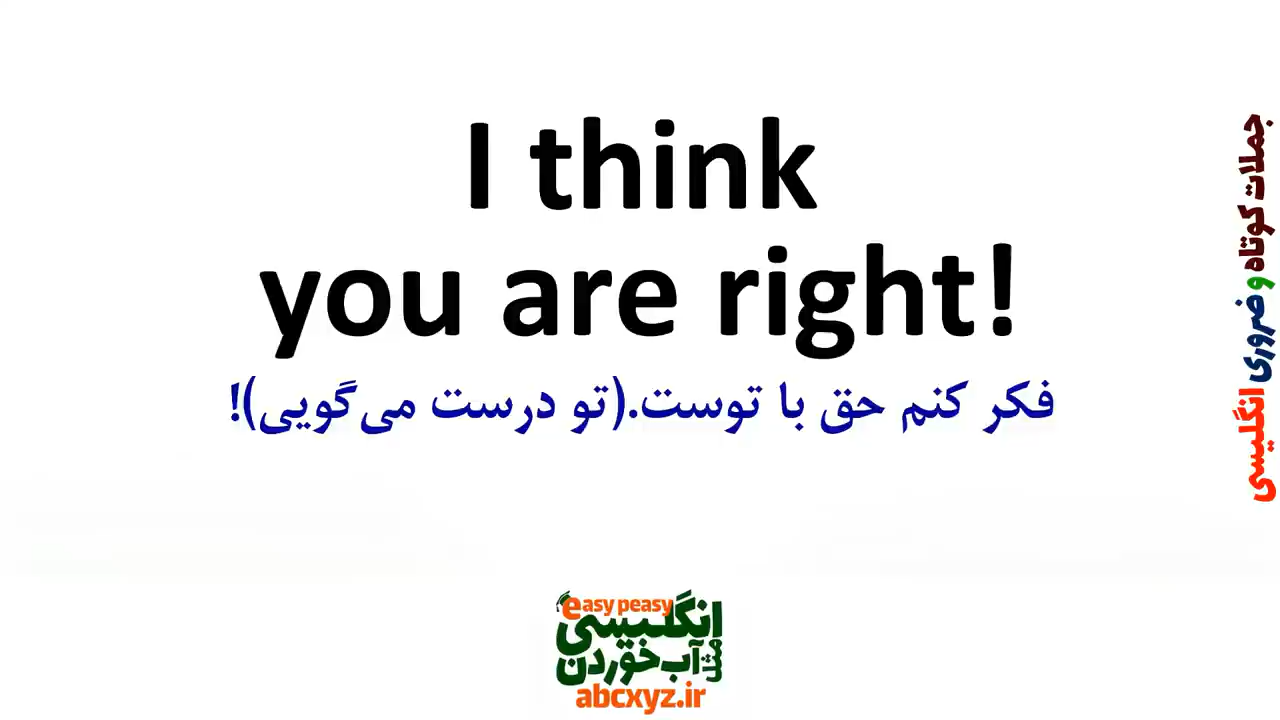 I think
you are right!
فکر کنم حق با توست.(تو درست می‌گویی)!
جملات کوتاه و ضروری انگلیسی
easy peasy
انگلیسی
مثل آب خوردن
abcxyz.ir